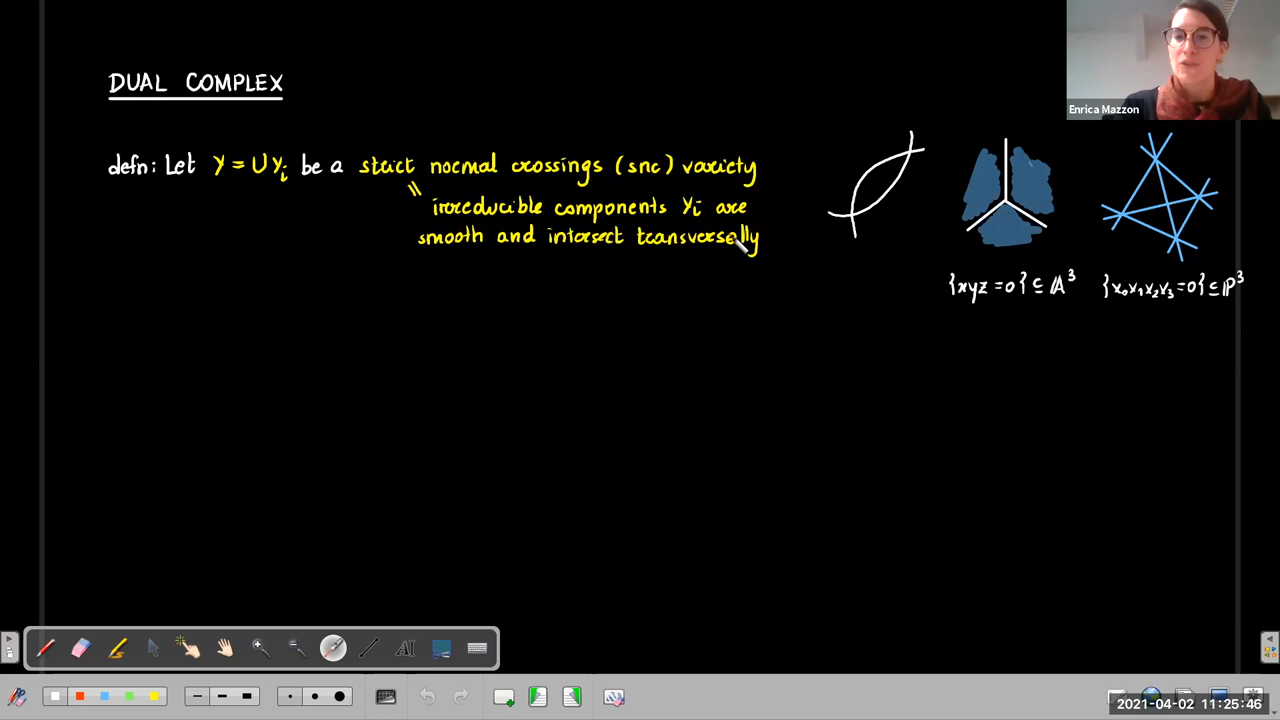 DUAL COMPLEX
Enrica Mazzon
defn: Let Y = ∪Yᵢ be a strict normal crossings (snc) variety
irreducible components Yᵢ are
smooth and intersect transversally
{xyz = 0} ⊆ 𝔸³
{x₀x₁x₂x₃ = 0} ⊆ ℙ³
AI
2021-04-02 11:25:46